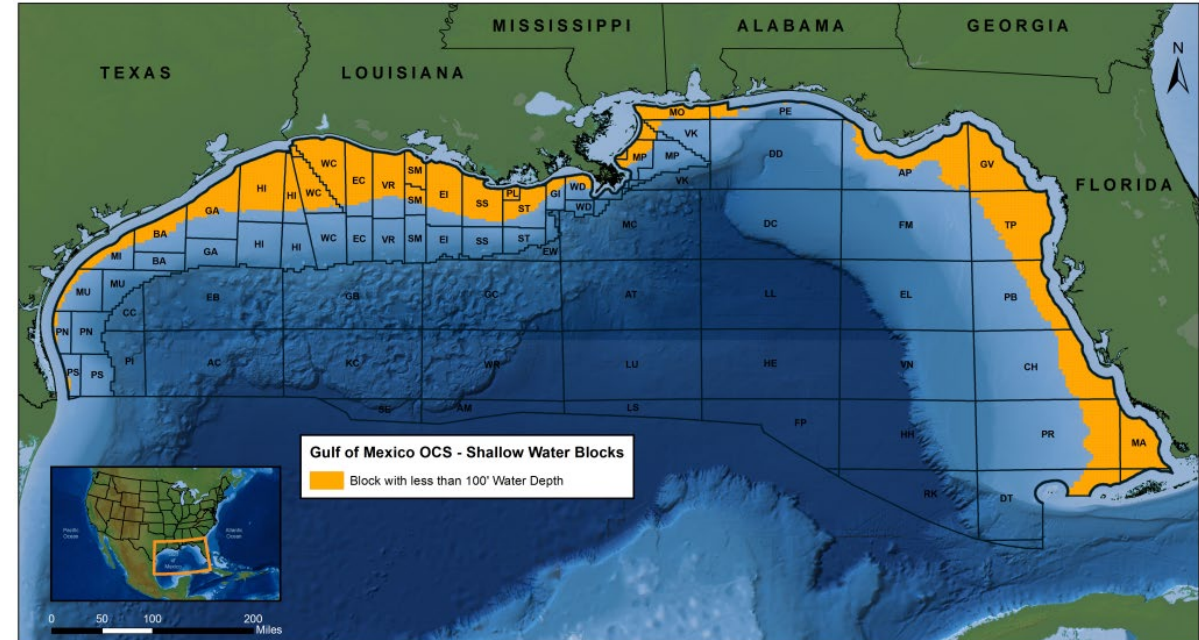 MISSISSIPPI
ALABAMA
GEORGIA
TEXAS
LOUISIANA
N
FLORIDA
MO
PE
VK
WC
MP
MP
DD
GV
SM
EC
VR
AP
HI
HI
WC
EI
PL
GI
WD
VK
SM
SS
ST
WD
GA
BA
TP
MC
DC
FM
WC
EC
VR
SM
EI
SS
ST
HI
HI
GA
EW
MI
BA
MU
MU
EB
GB
GC
AT
LL
EL
PB
CC
PN
PN
PI
AC
KC
WR
LU
HE
VN
CH
PS
PS
SE
AM
LS
FP
HH
PR
MA
RK
DT
Gulf of Mexico OCS - Shallow Water Blocks
Block with less than 100' Water Depth
Pacific
Ocean
Atlantic
Ocean
Mexico
0 50 100 200
Miles